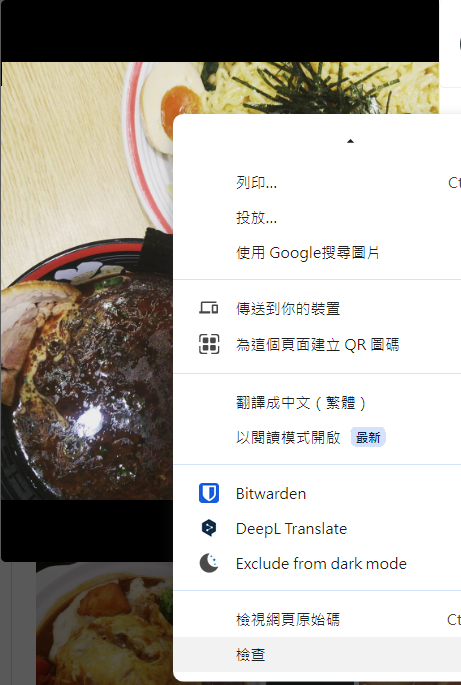 列印...
Ct
投放...
使用 Google搜尋圖片
傳送到你的裝置
為這個頁面建立 QR 圖碼
翻譯成中文 ( 繁體 )
以閱讀模式開啟 最新
Bitwarden
DeepL Translate
Exclude from dark mode
檢視網頁原始碼
Ct
檢查